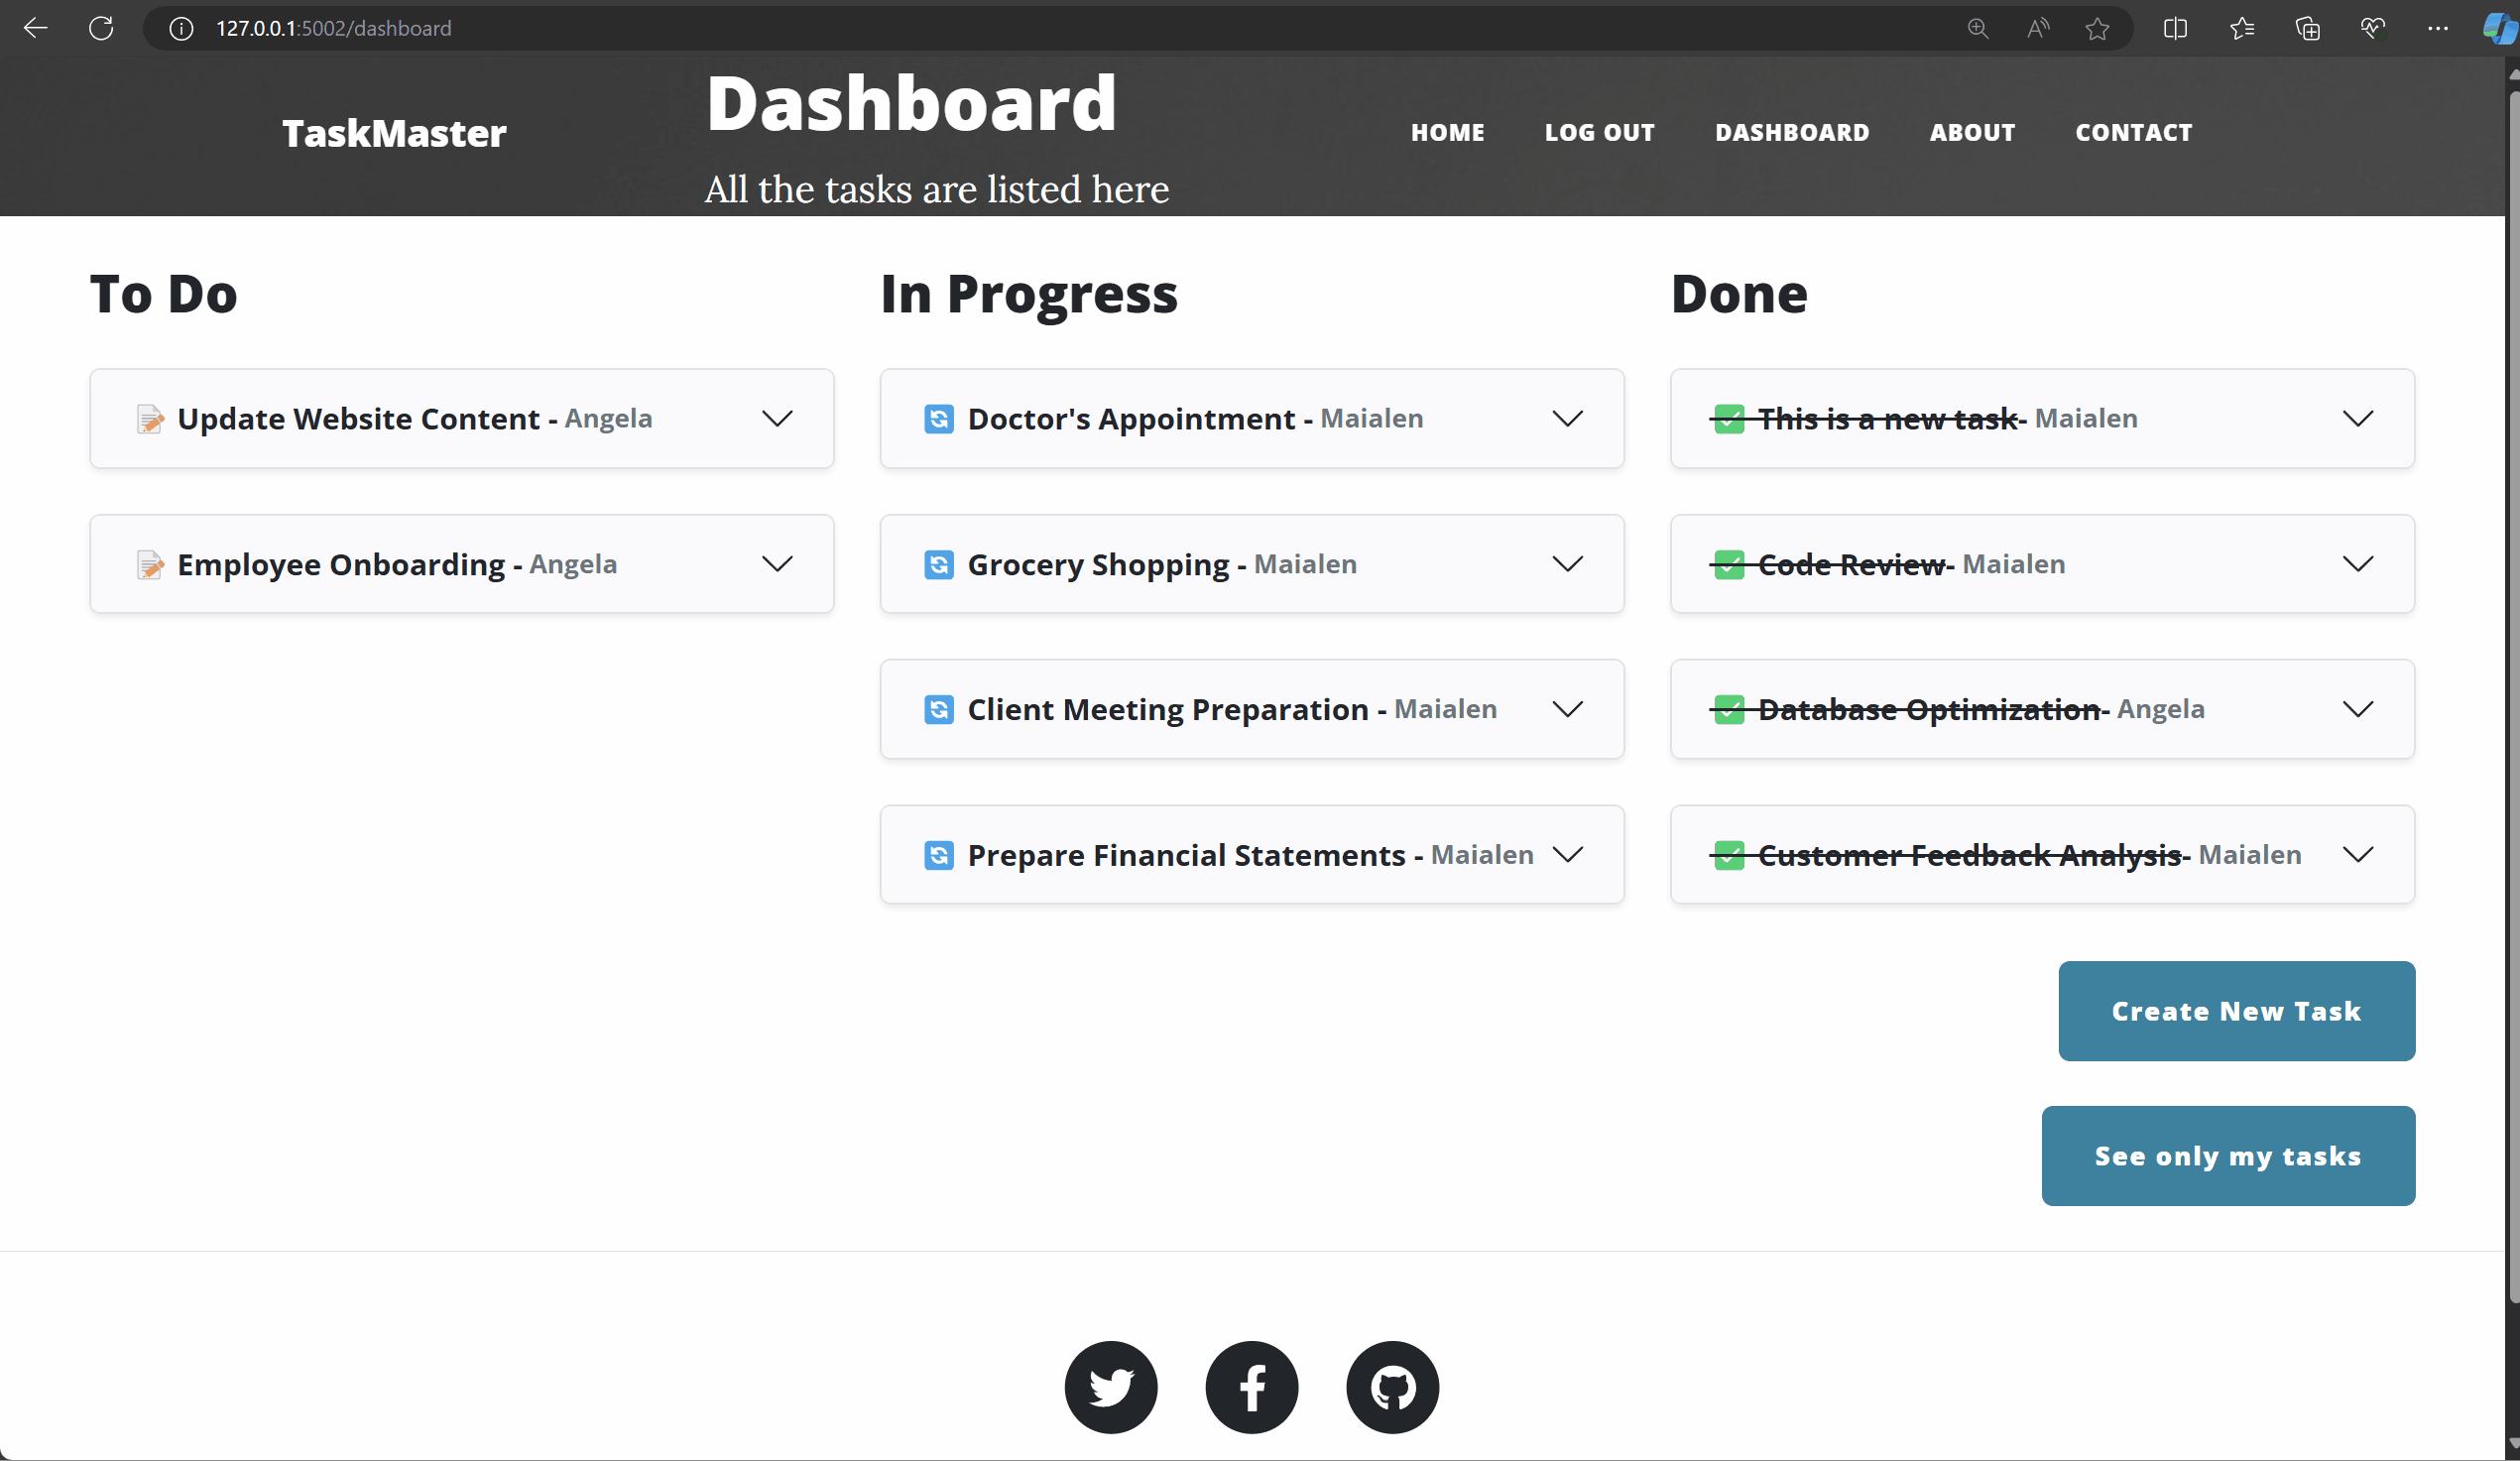 127.0.0.1:5002/dashboard
TaskMaster
Dashboard
All the tasks are listed here
HOME
LOG OUT
DASHBOARD
ABOUT
CONTACT
To Do
Update Website Content - Angela
Employee Onboarding - Angela
In Progress
Doctor's Appointment - Maialen
Grocery Shopping - Maialen
Client Meeting Preparation - Maialen
Prepare Financial Statements - Maialen
Done
This is a new task- Maialen
Code Review- Maialen
Database Optimization- Angela
Customer Feedback Analysis- Maialen
Create New Task
See only my tasks